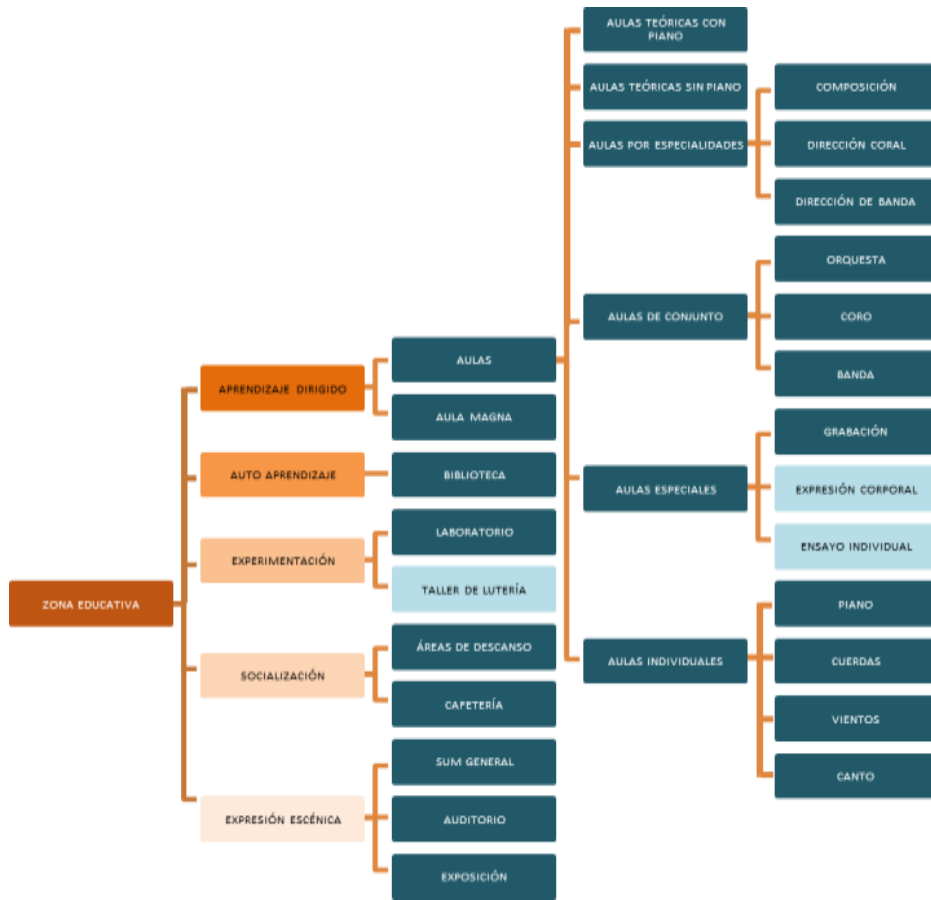 ZONA EDUCATIVA
APRENDIZAJE DIRIGIDO
AUTO APRENDIZAJE
EXPERIMENTACIÓN
SOCIALIZACIÓN
EXPRESIÓN ESCÉNICA
AULAS
AULA MAGNA
BIBLIOTECA
LABORATORIO
TALLER DE LUTERÍA
ÁREAS DE DESCANSO
CAFETERÍA
SUM GENERAL
AUDITORIO
EXPOSICIÓN
AULAS TEÓRICAS CON
PIANO
AULAS TEÓRICAS SIN PIANO
AULAS POR ESPECIALIDADES
AULAS DE CONJUNTO
AULAS ESPECIALES
AULAS INDIVIDUALES
COMPOSICIÓN
DIRECCIÓN CORAL
DIRECCIÓN DE BANDA
ORQUESTA
CORO
BANDA
GRABACIÓN
EXPRESIÓN CORPORAL
ENSAYO INDIVIDUAL
PIANO
CUERDAS
VIENTOS
CANTO